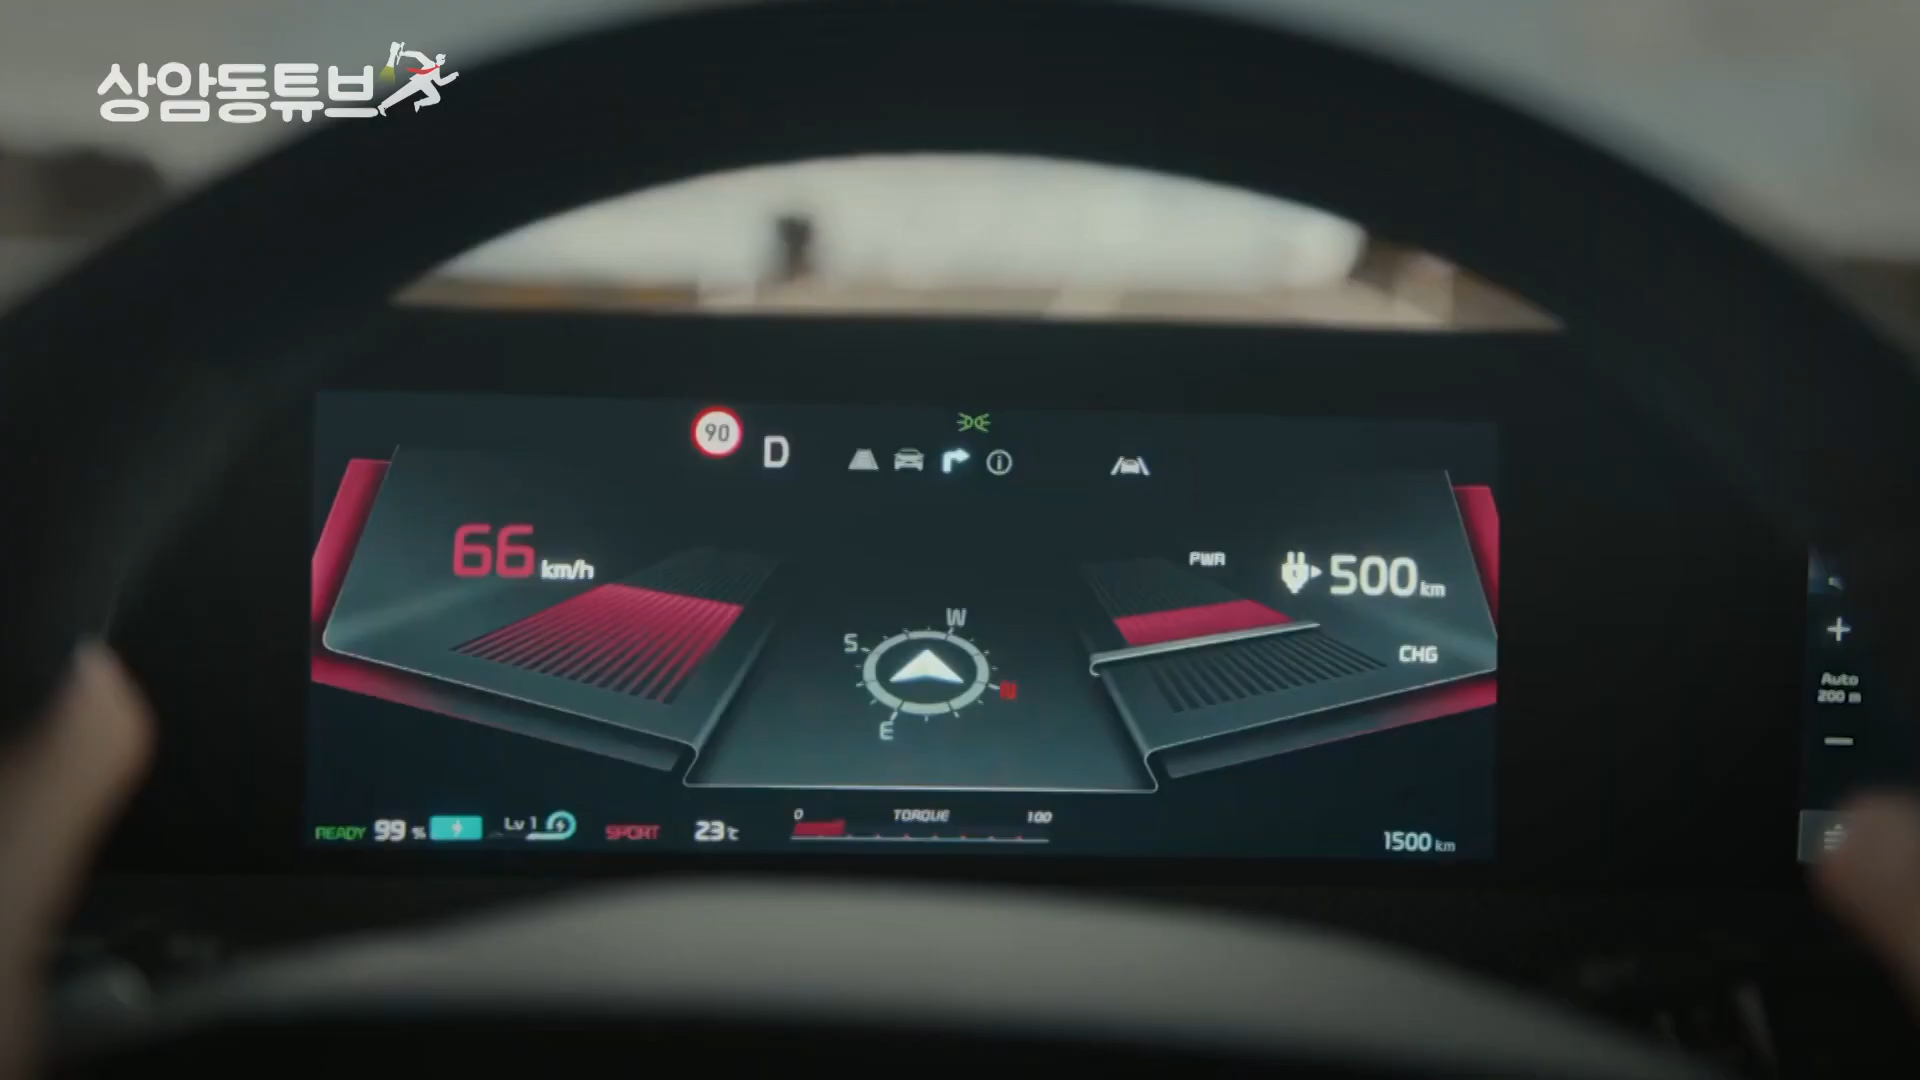 상암동튜브
90
D
66 km/h
PWR
500 km
CHG
W
S
N
E
+
Auto
200 m
READY 99 % Lv 1 SPORT 23℃
0 TORQUE 100
1500 km